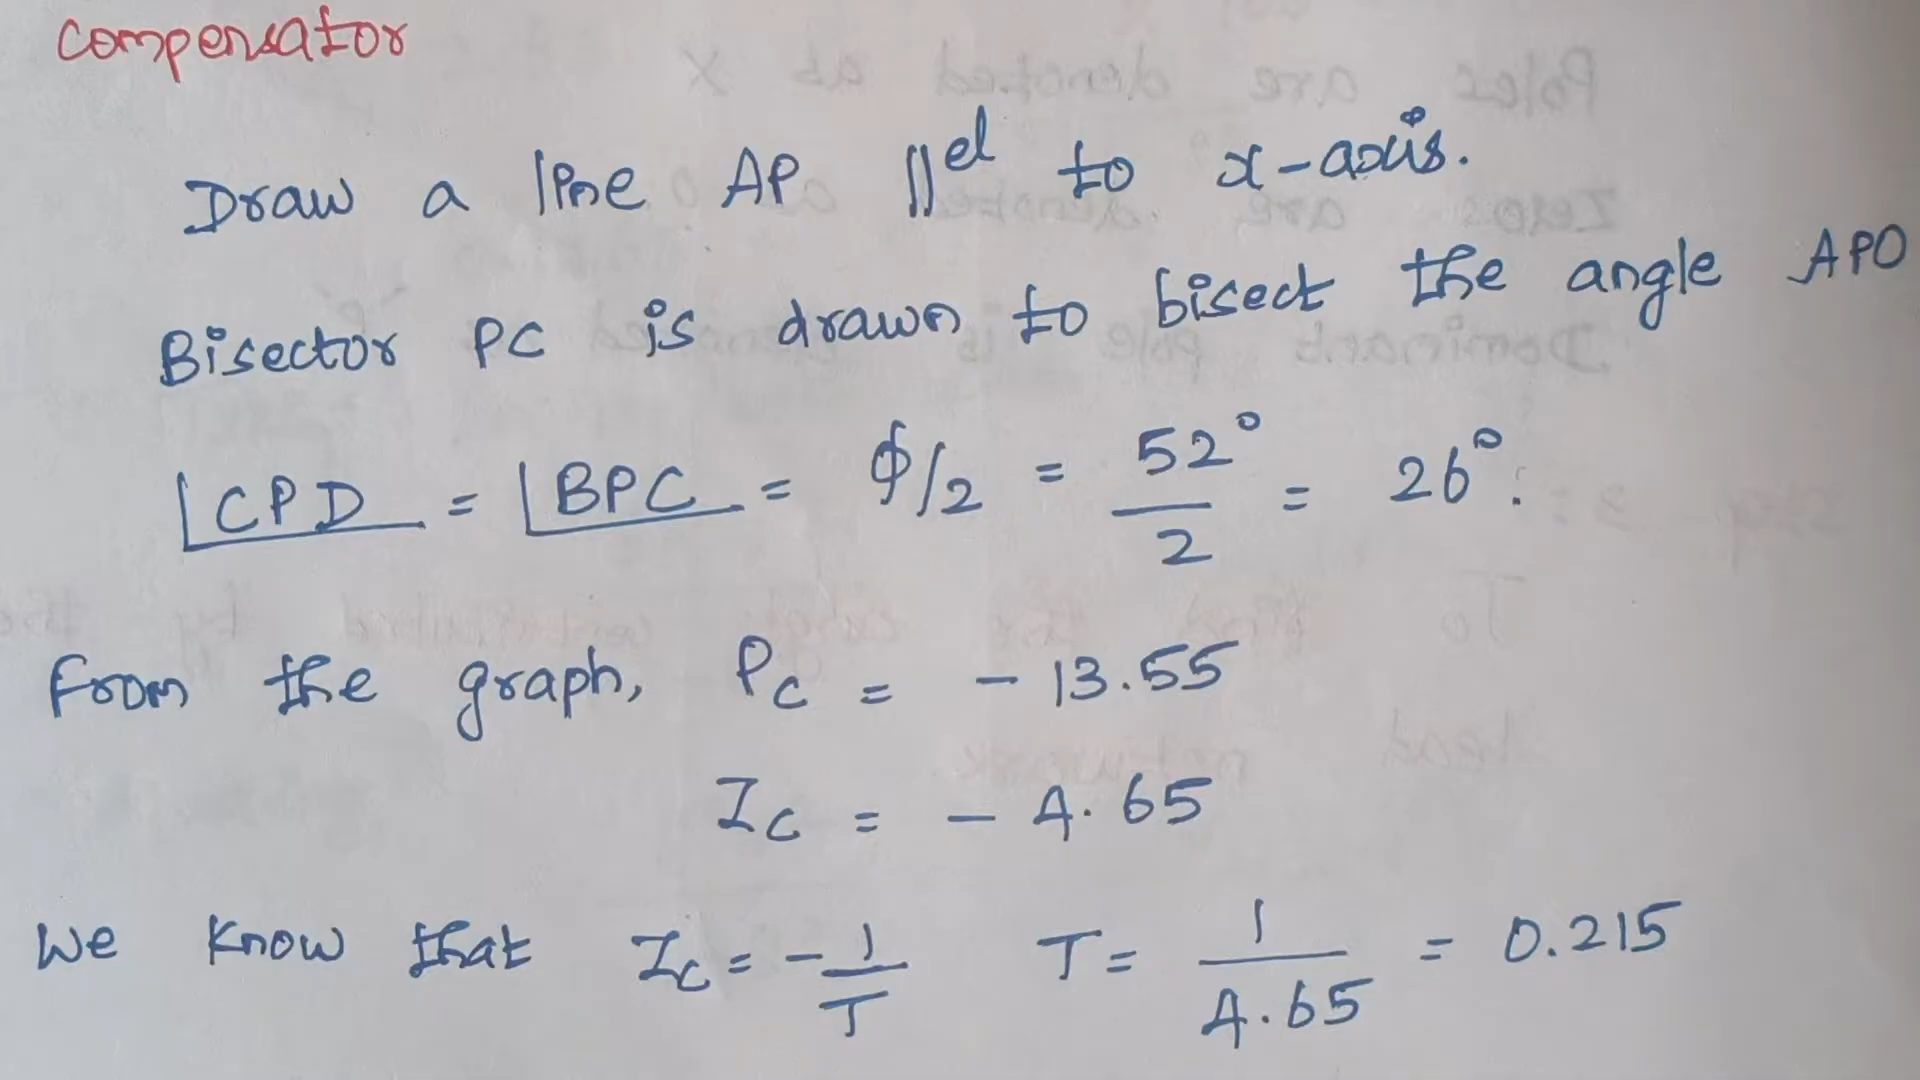 compensator
Draw a line AP ||el to x-axis.
Bisector PC is drawn to bisect the angle APO
∠CPD = ∠BPC = φ/2 = 52°/2 = 26°.
From the graph, Pc = -13.55
Zc = -4.65
We know that Zc = -1/T T = 1/4.65 = 0.215